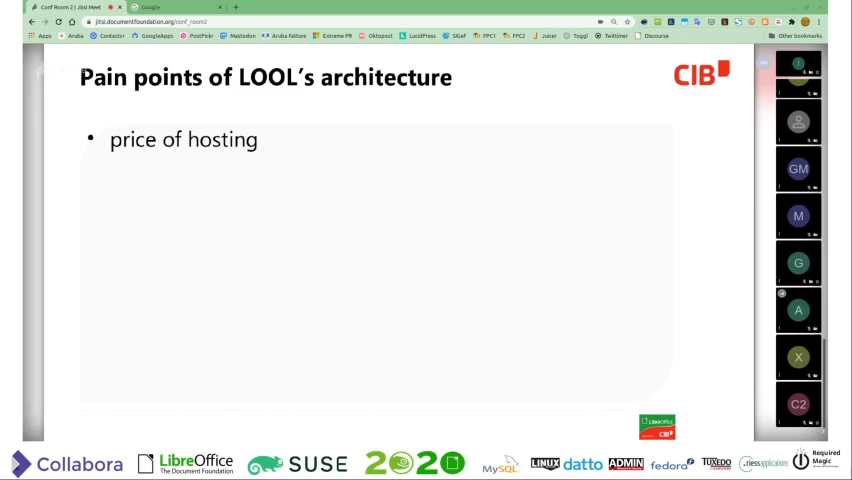 Conf Room 2 | Jitsi Meet
Google
jitsi.documentfoundation.org/conf_room2
Apps Aruba Contacts+ GoogleApps PostPickr Mastodon Aruba Fatture Extreme PR Oktopost LucidPress SIGeF FPC1 FPC2 Juicer Toggl Twittimer Discourse Other bookmarks
Pain points of LOOL's architecture
CIB
• price of hosting
I
GM
M
G
A
X
C2
LibreOffice
CIB
Collabora LibreOffice The Document Foundation SUSE 2020 MySQL LINUX datto ADMIN fedora TUXEDO riessapplications Required Magic